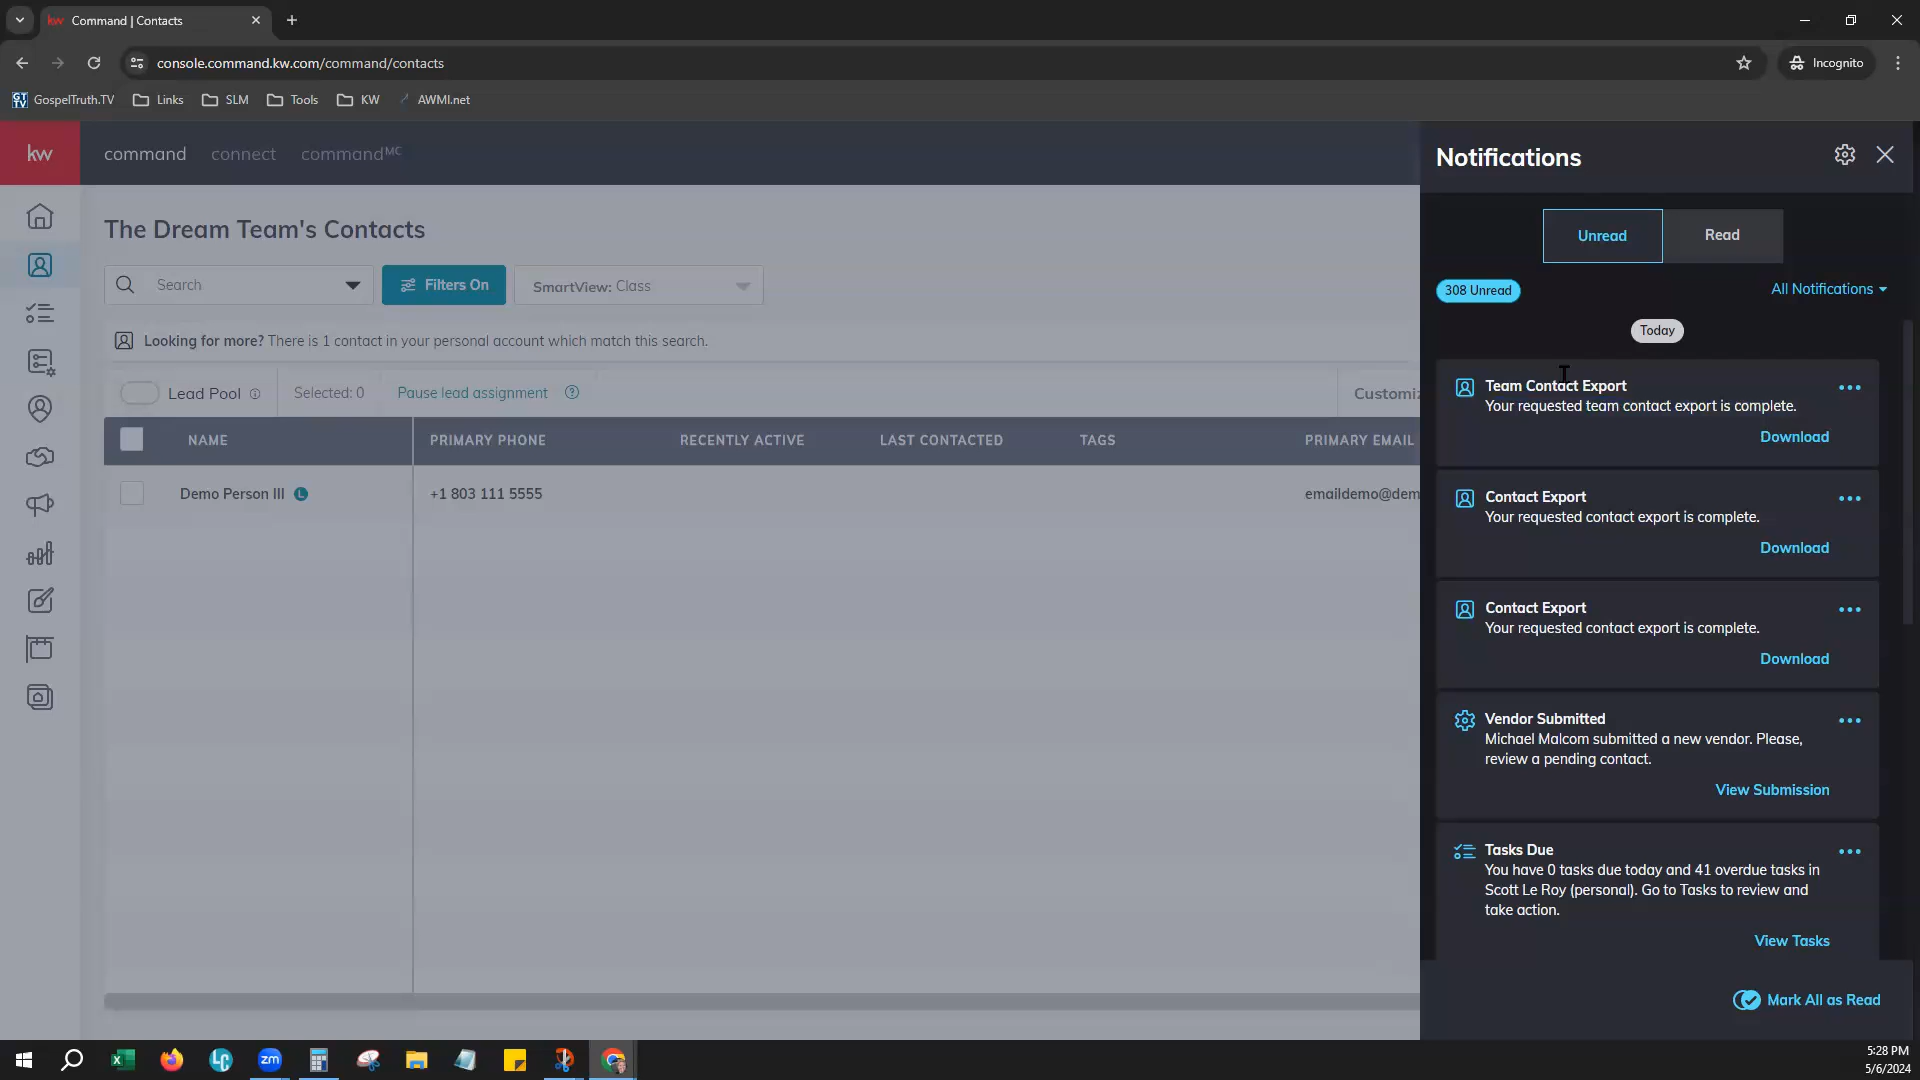 Command | Contacts
console.command.kw.com/command/contacts
Incognito
GT TV
GospelTruth.TV
Links
SLM
Tools
KW
AWMI.net
kw
command connect commandMC
The Dream Team's Contacts
Search
Filters On
SmartView: Class
Looking for more? There is 1 contact in your personal account which match this search.
Lead Pool
Selected: 0
Pause lead assignment
Customiz
NAME PRIMARY PHONE RECENTLY ACTIVE LAST CONTACTED TAGS PRIMARY EMAIL
Demo Person III L +1 803 111 5555 emaildemo@dem
Notifications
Unread
Read
308 Unread
All Notifications
Today
Team Contact Export
Your requested team contact export is complete.
Download
Contact Export
Your requested contact export is complete.
Download
Contact Export
Your requested contact export is complete.
Download
Vendor Submitted
Michael Malcom submitted a new vendor. Please,
review a pending contact.
View Submission
Tasks Due
You have 0 tasks due today and 41 overdue tasks in
Scott Le Roy (personal). Go to Tasks to review and
take action.
View Tasks
Mark All as Read
LC
zm
5:28 PM
5/6/2024